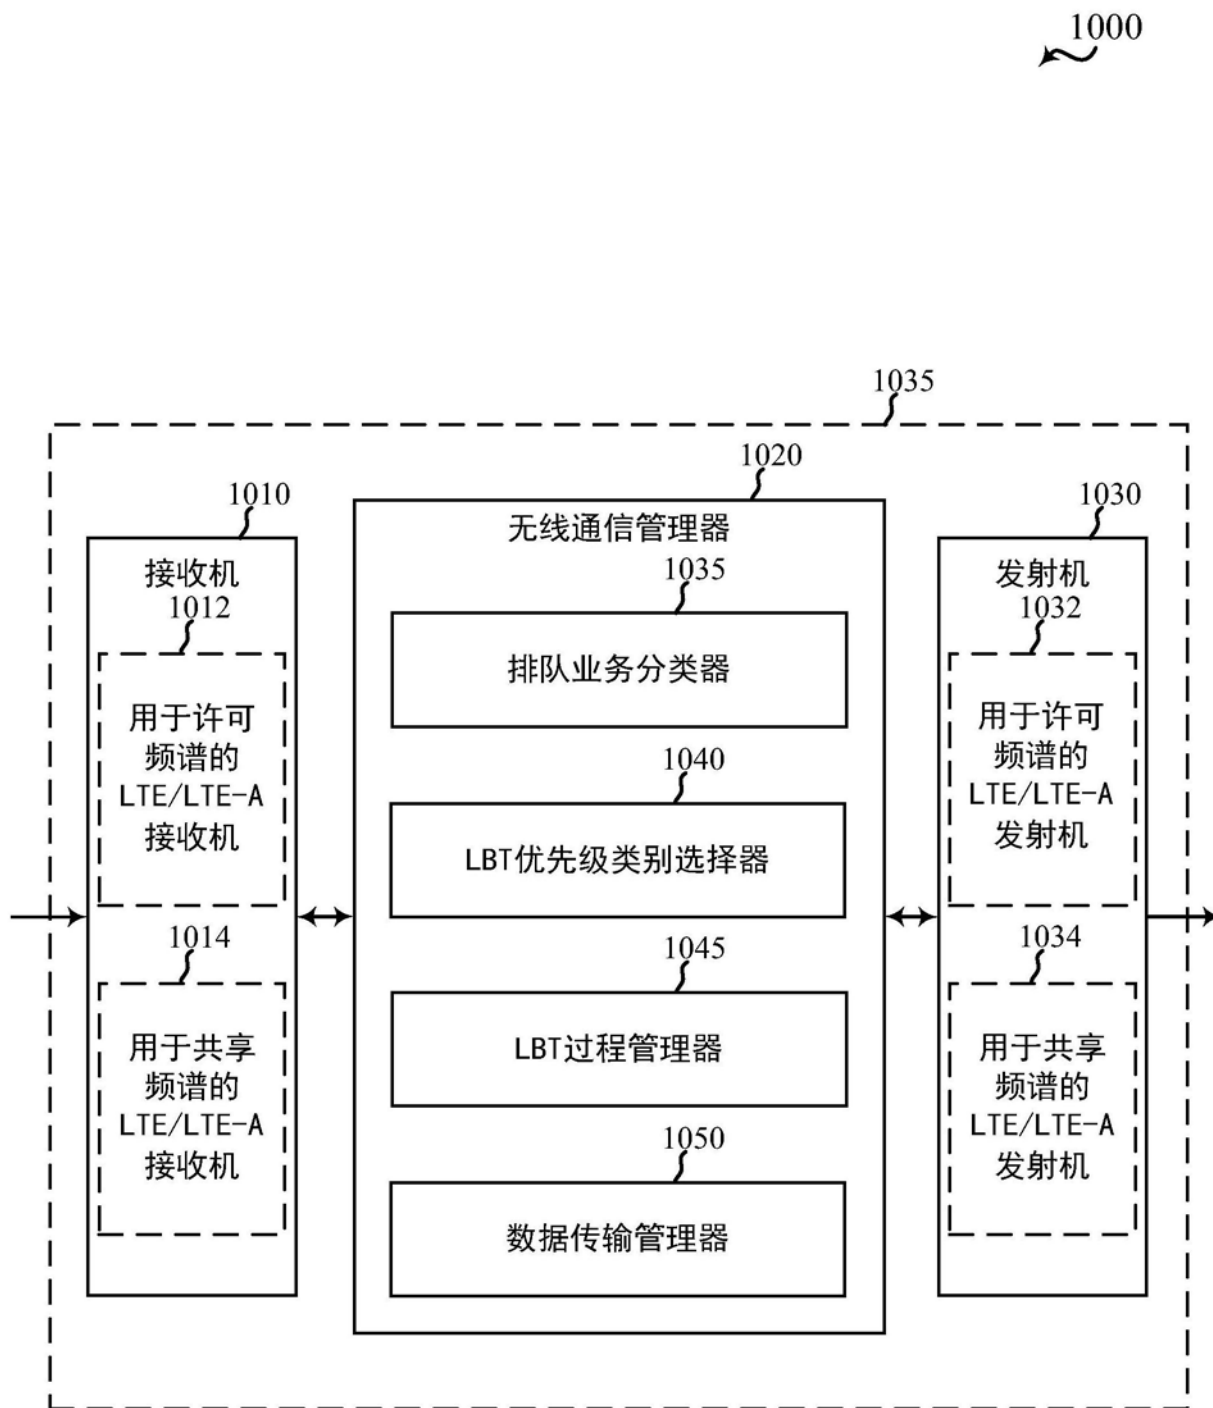 1000
1035
1020
1010
1030
无线通信管理器
接收机
1012
用于许可
频谱的
LTE/LTE-A
接收机
1014
用于共享
频谱的
LTE/LTE-A
接收机
1035
排队业务分类器
1040
LBT优先级类别选择器
1045
LBT过程管理器
1050
数据传输管理器
发射机
1032
用于许可
频谱的
LTE/LTE-A
发射机
1034
用于共享
频谱的
LTE/LTE-A
发射机